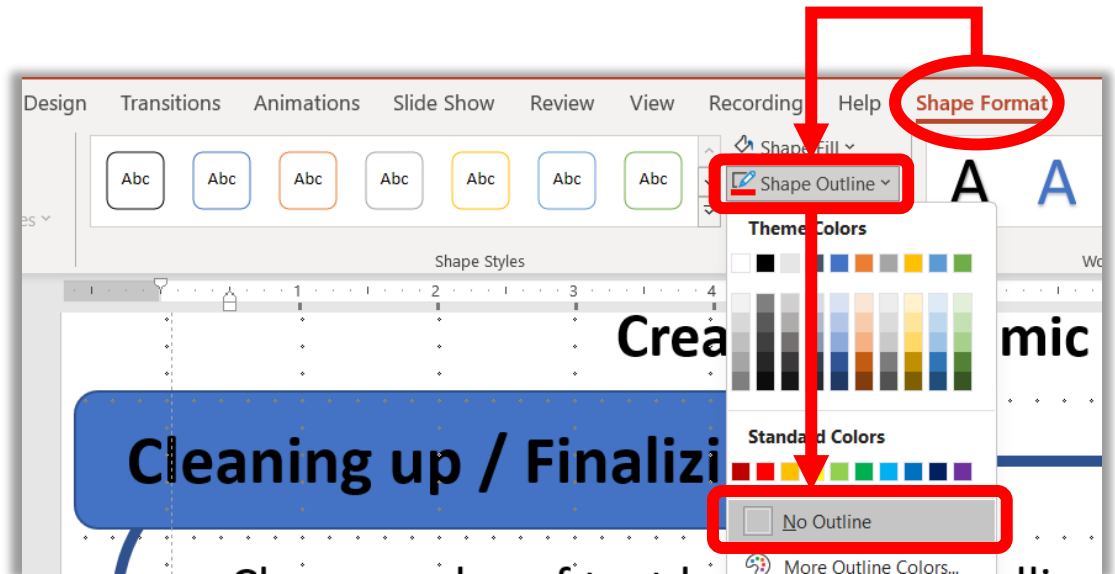 Design Transitions Animations Slide Show Review View Recording Help Shape Format
Shape Fill
Abc Abc Abc Abc Abc Abc Abc
Shape Outline
A A
es
Theme Colors
Shape Styles
Wo
1 2 3 4
Crea mic
Standard Colors
Cleaning up / Finalizi
No Outline
More Outline Colors...